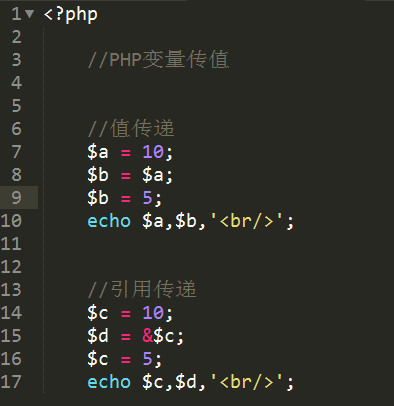 1 <?php
2
3 //PHP变量传值
4
5
6 //值传递
7 $a = 10;
8 $b = $a;
9 $b = 5;
10 echo $a,$b,'<br/>';
11
12
13 //引用传递
14 $c = 10;
15 $d = &$c;
16 $c = 5;
17 echo $c,$d,'<br/>';